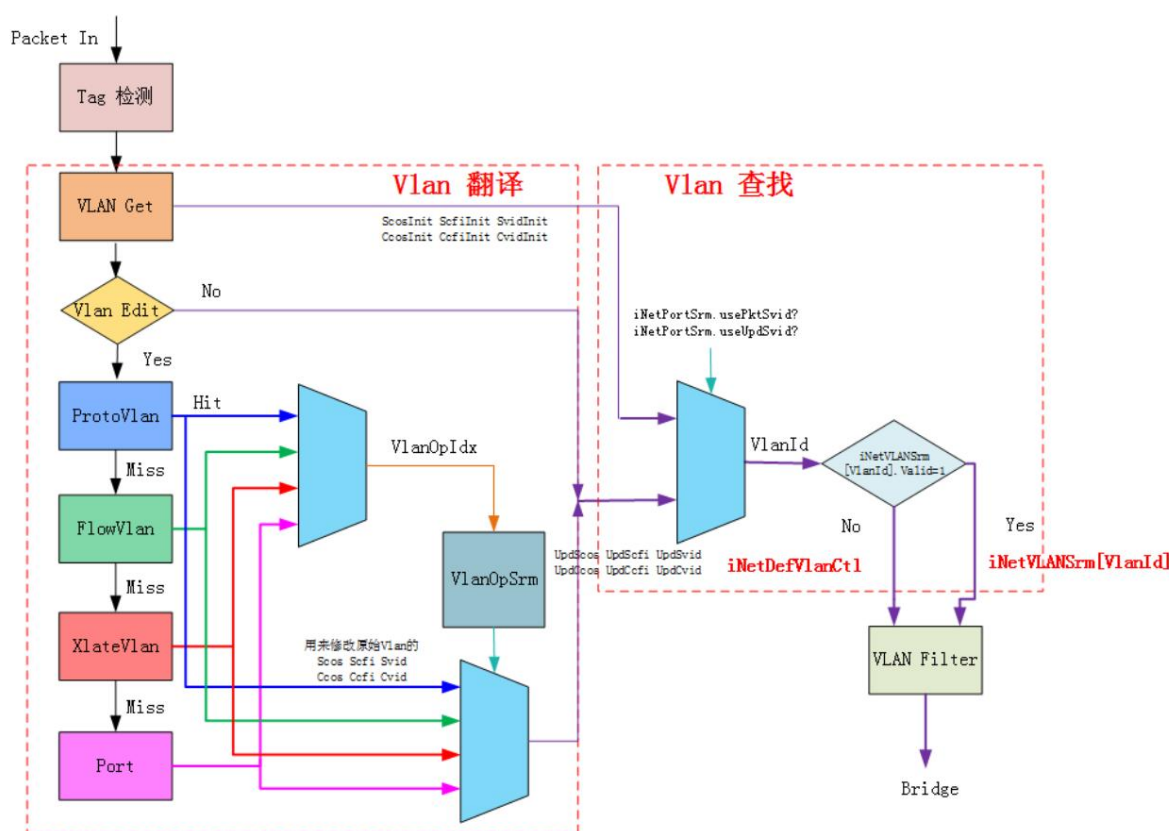 Packet In
Tag 检测
Vlan 翻译
Vlan 查找
VLAN Get
ScosInit ScfiInit SvidInit
CcosInit CcfiInit CvidInit
Vlan Edit
No
Yes
iNetPortSrm.usePktSvid?
iNetPortSrm.useUpdSvid?
ProtoVlan
Hit
Miss
VlanOpIdx
VlanId
iNetVLANSrm
[VlanId].Valid=1
FlowVlan
Miss
No
Yes
VlanOpSrm
UpdScos UpdScfi UpdSvid
UpdCcos UpdCcfi UpdCvid
iNetDefVlanCtl
iNetVLANSrm[VlanId]
XlateVlan
用来修改原始Vlan的
Scos Scfi Svid
Ccos Ccfi Cvid
VLAN Filter
Miss
Port
Bridge